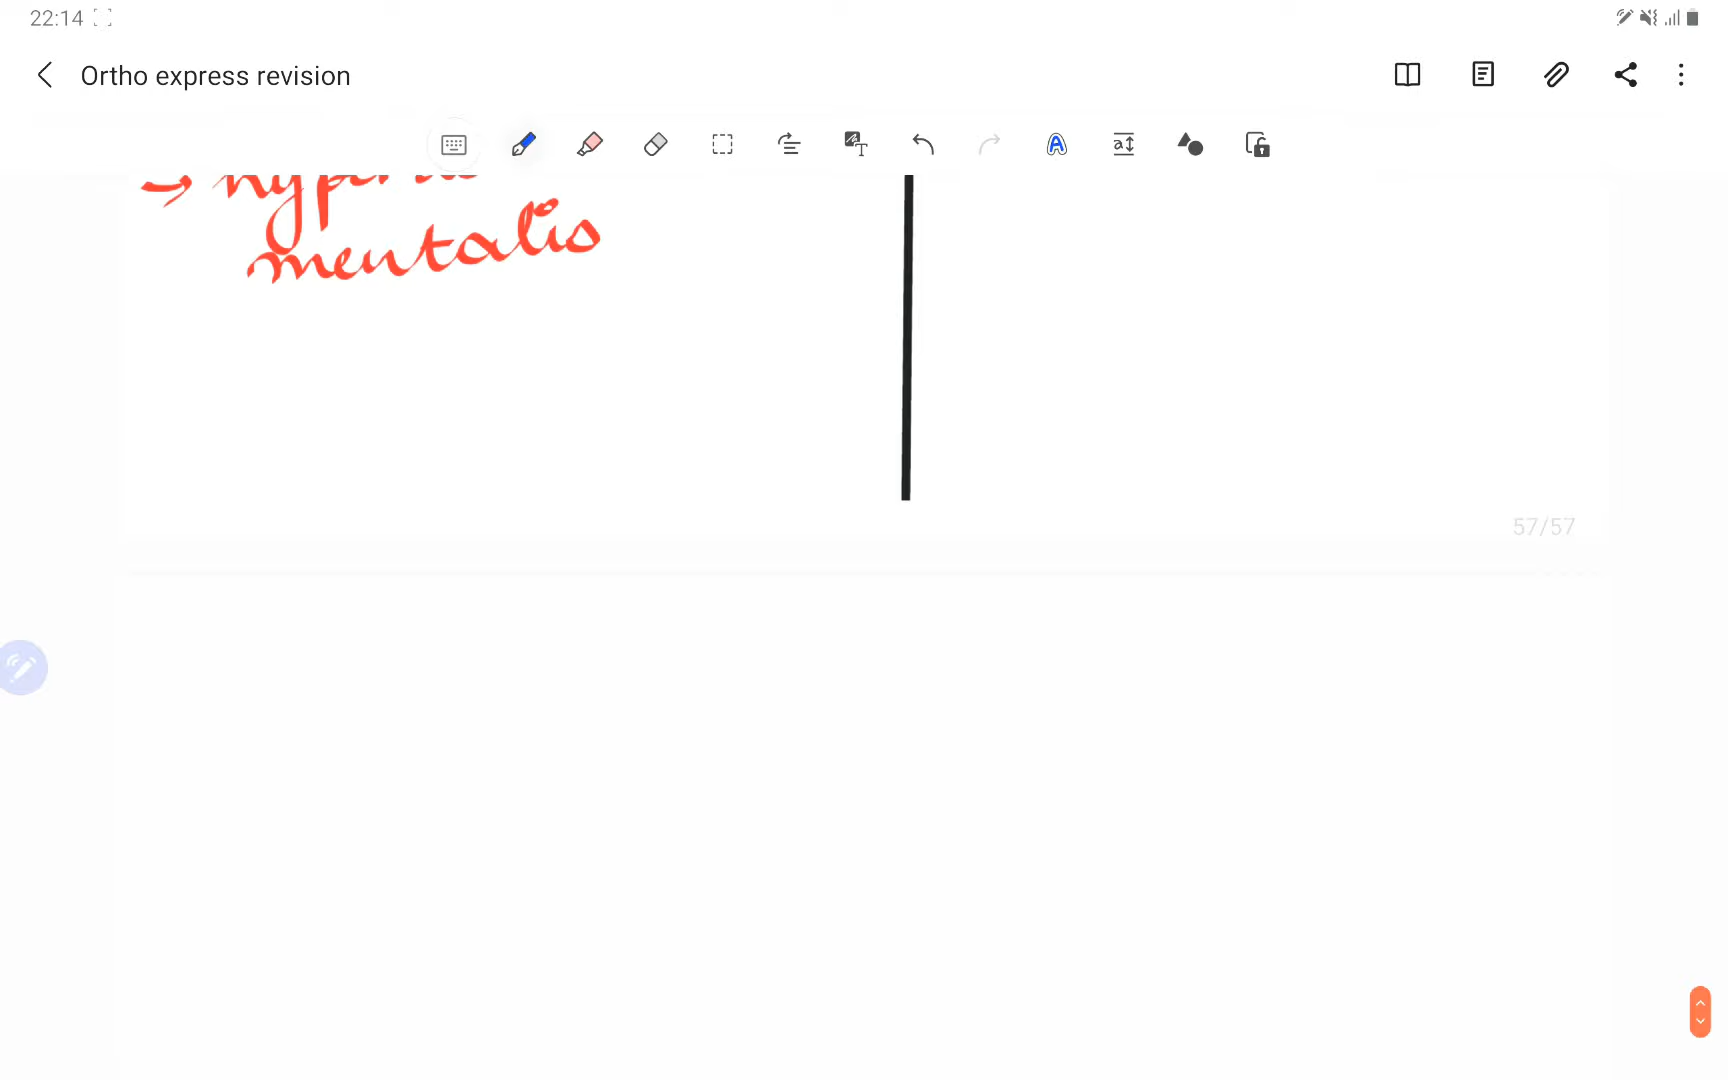 22:14
Ortho express revision
→
mentalis
57/57